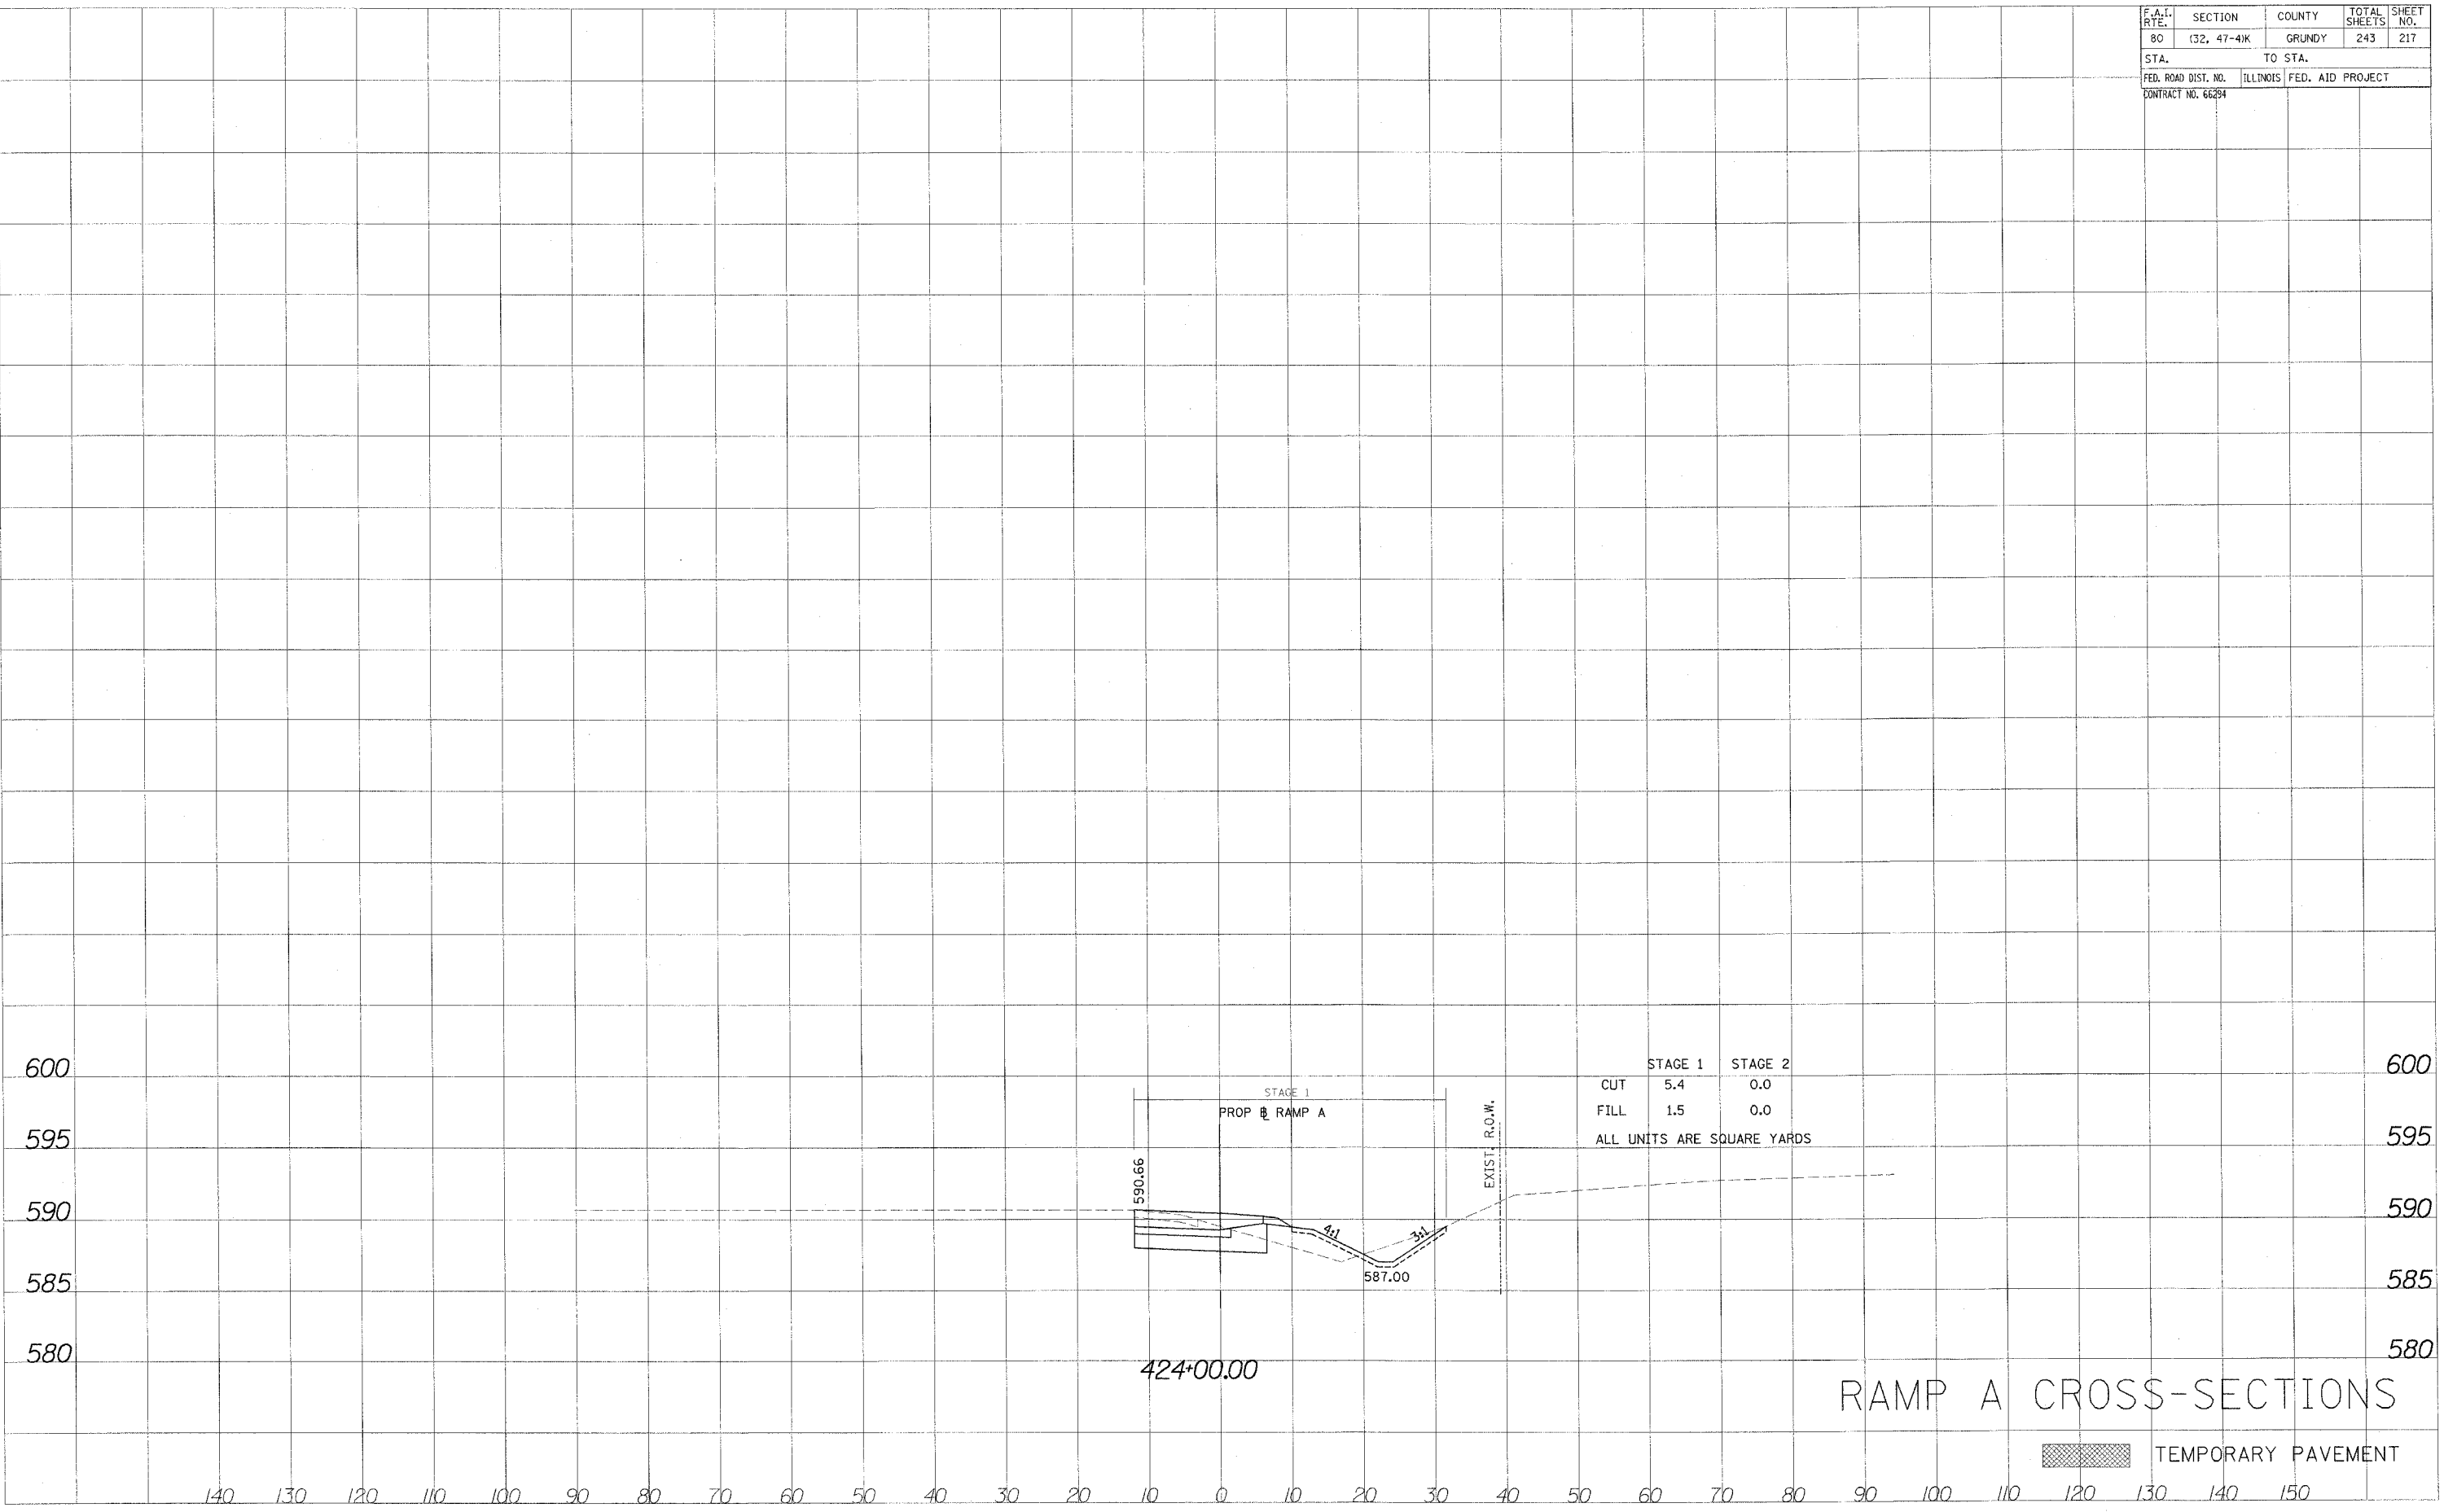 F.A.I. RTE. SECTION COUNTY TOTAL SHEETS SHEET NO.
80 (32, 47-4)K GRUNDY 243 217
STA. TO STA.
FED. ROAD DIST. NO. ILLINOIS FED. AID PROJECT
CONTRACT NO. 66294
600 600
STAGE 1 STAGE 2
CUT 5.4 0.0
FILL 1.5 0.0
ALL UNITS ARE SQUARE YARDS
STAGE 1
PROP ℄ RAMP A
EXIST. R.O.W.
595 595
590.66
590 590
4:1 3:1
587.00
585 585
580 580
424+00.00
RAMP A CROSS-SECTIONS
TEMPORARY PAVEMENT
140 130 120 110 100 90 80 70 60 50 40 30 20 10 0 10 20 30 40 50 60 70 80 90 100 110 120 130 140 150